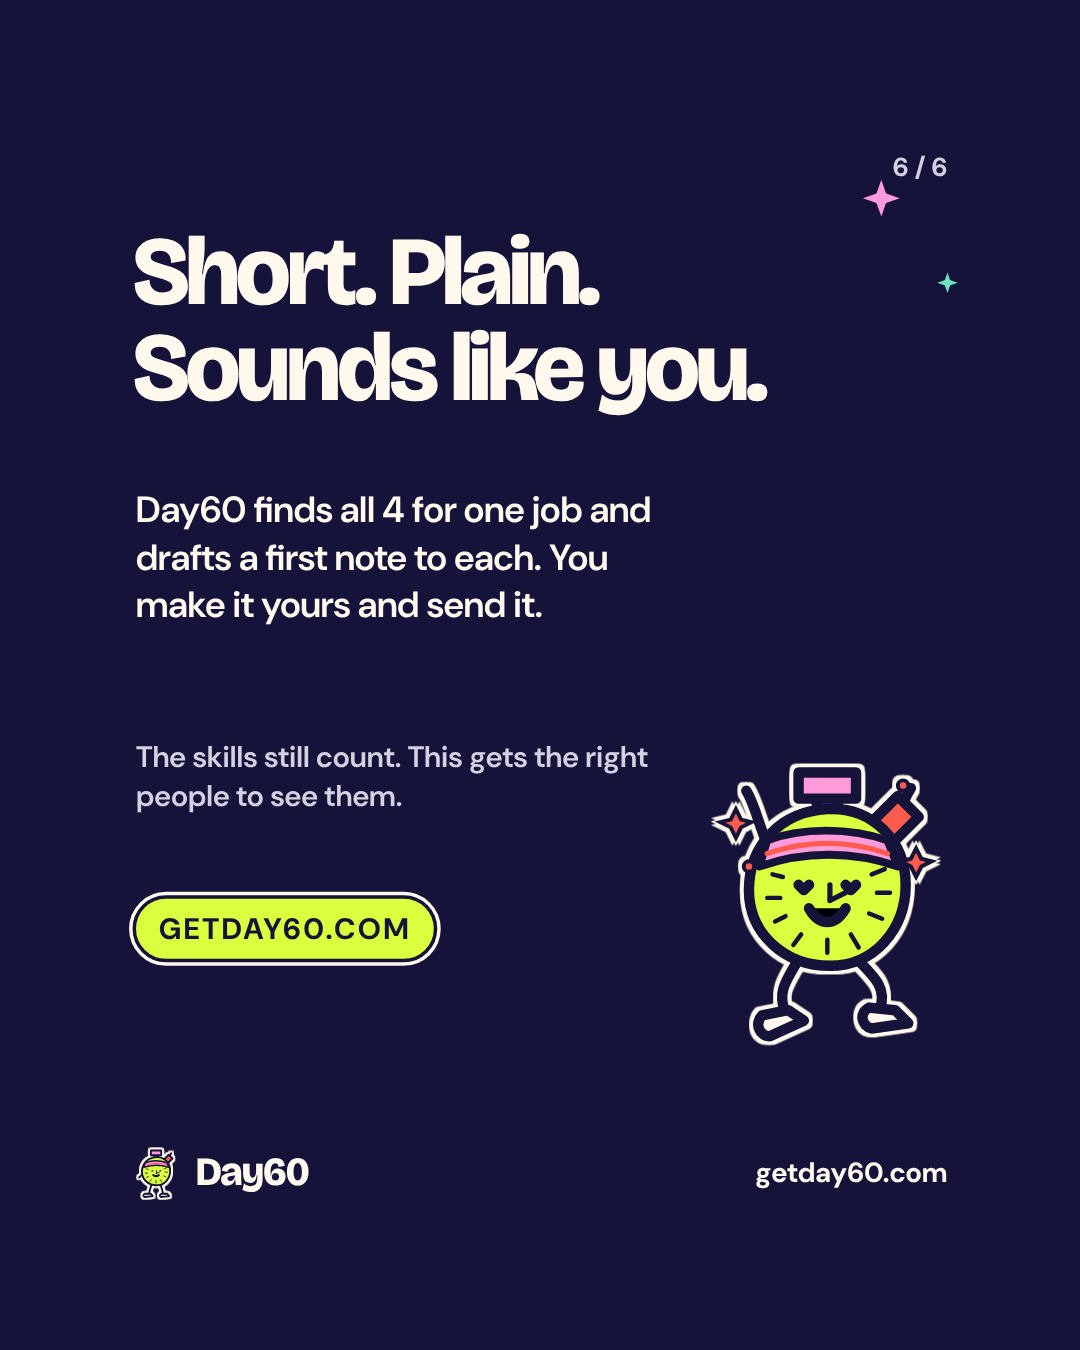 6 / 6
Short. Plain.
Sounds like you.
Day60 finds all 4 for one job and
drafts a first note to each. You
make it yours and send it.
The skills still count. This gets the right
people to see them.
GETDAY60.COM
Day60
getday60.com